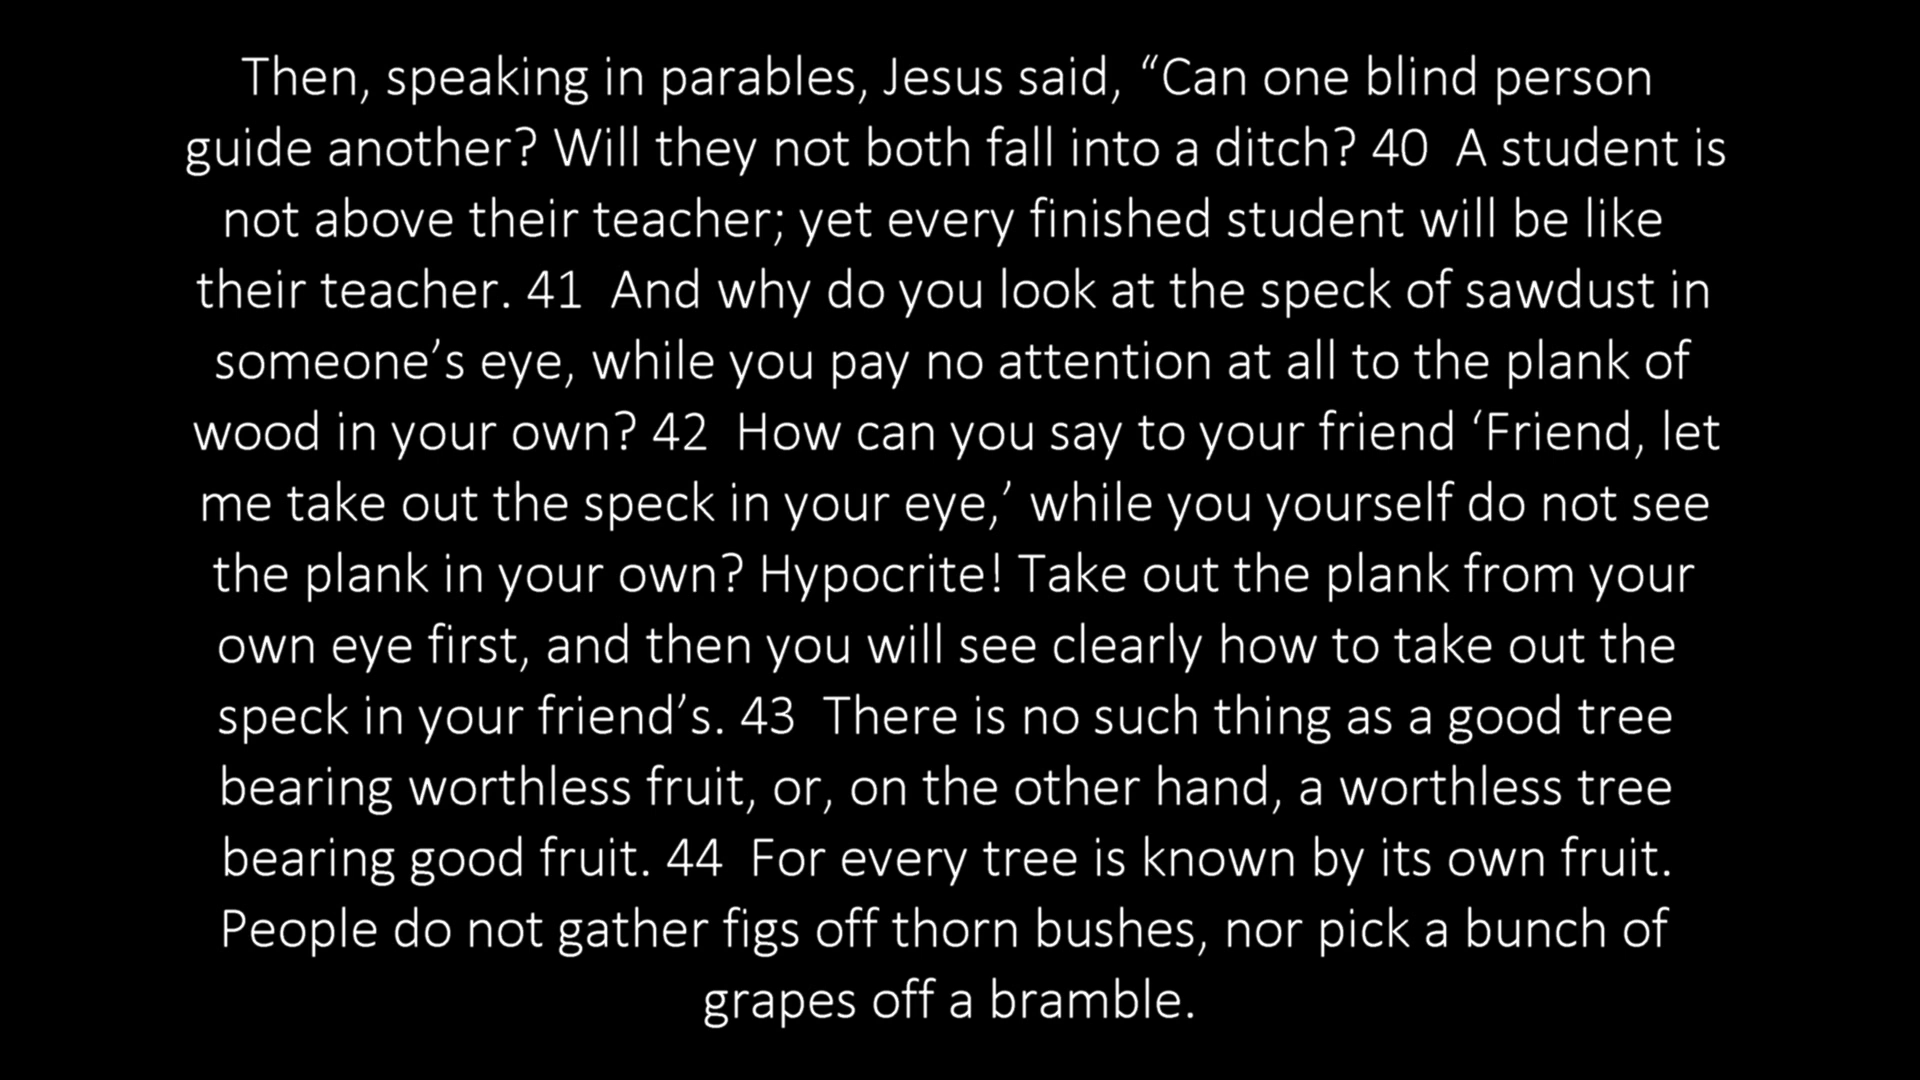 Then, speaking in parables, Jesus said, “Can one blind person
guide another? Will they not both fall into a ditch? 40  A student is
not above their teacher; yet every finished student will be like
their teacher. 41  And why do you look at the speck of sawdust in
someone’s eye, while you pay no attention at all to the plank of
wood in your own? 42  How can you say to your friend ‘Friend, let
me take out the speck in your eye,’ while you yourself do not see
the plank in your own? Hypocrite! Take out the plank from your
own eye first, and then you will see clearly how to take out the
speck in your friend’s. 43  There is no such thing as a good tree
bearing worthless fruit, or, on the other hand, a worthless tree
bearing good fruit. 44  For every tree is known by its own fruit.
People do not gather figs off thorn bushes, nor pick a bunch of
grapes off a bramble.